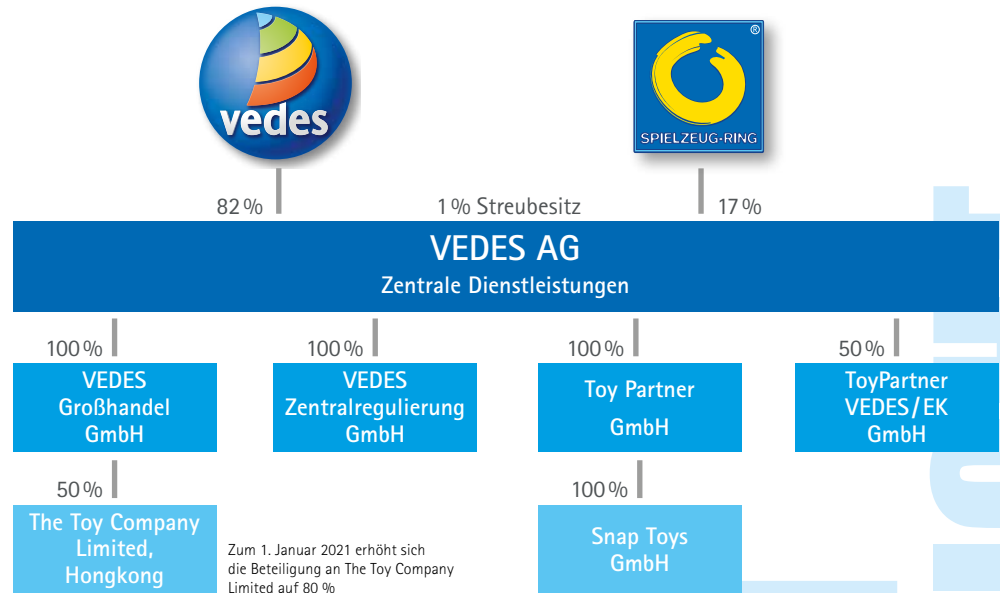 vedes
®
SPIELZEUG-RING
82 %
1 % Streubesitz
17 %
VEDES AG
Zentrale Dienstleistungen
100 %
100 %
100 %
50 %
VEDES
Großhandel
GmbH
VEDES
Zentralregulierung
GmbH
Toy Partner
GmbH
ToyPartner
VEDES/EK
GmbH
50 %
100 %
The Toy Company
Limited,
Hongkong
Zum 1. Januar 2021 erhöht sich
die Beteiligung an The Toy Company
Limited auf 80 %
Snap Toys
GmbH